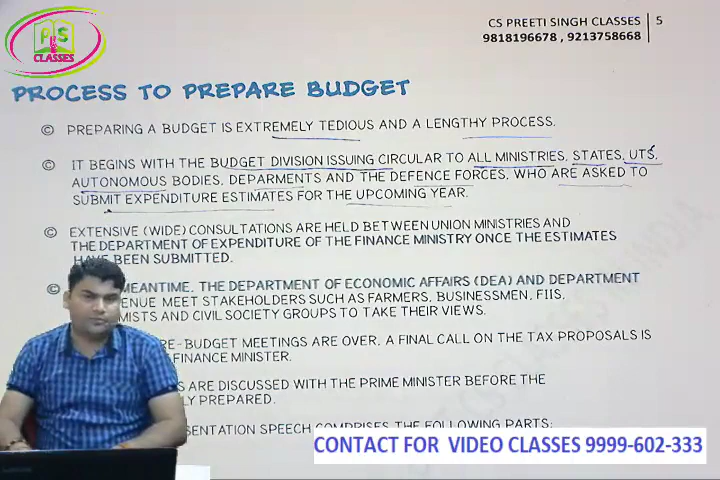 P S
CLASSES
CS PREETI SINGH CLASSES 5
9818196678 , 9213758668
PROCESS TO PREPARE BUDGET
© PREPARING A BUDGET IS EXTREMELY TEDIOUS AND A LENGTHY PROCESS.
© IT BEGINS WITH THE BUDGET DIVISION ISSUING CIRCULAR TO ALL MINISTRIES, STATES, UTS,
AUTONOMOUS BODIES, DEPARMENTS AND THE DEFENCE FORCES, WHO ARE ASKED TO
SUBMIT EXPENDITURE ESTIMATES FOR THE UPCOMING YEAR.
© EXTENSIVE (WIDE) CONSULTATIONS ARE HELD BETWEEN UNION MINISTRIES AND
THE DEPARTMENT OF EXPENDITURE OF THE FINANCE MINISTRY ONCE THE ESTIMATES
HAVE BEEN SUBMITTED.
© MEANTIME, THE DEPARTMENT OF ECONOMIC AFFAIRS (DEA) AND DEPARTMENT
MEET STAKEHOLDERS SUCH AS FARMERS, BUSINESSMEN, FIIS,
AND CIVIL SOCIETY GROUPS TO TAKE THEIR VIEWS.
MEETINGS ARE OVER, A FINAL CALL ON THE TAX PROPOSALS IS
FINANCE MINISTER.
ARE DISCUSSED WITH THE PRIME MINISTER BEFORE THE
PREPARED.
SPEECH COMPRISES THE FOLLOWING PARTS:
CONTACT FOR VIDEO CLASSES 9999-602-333